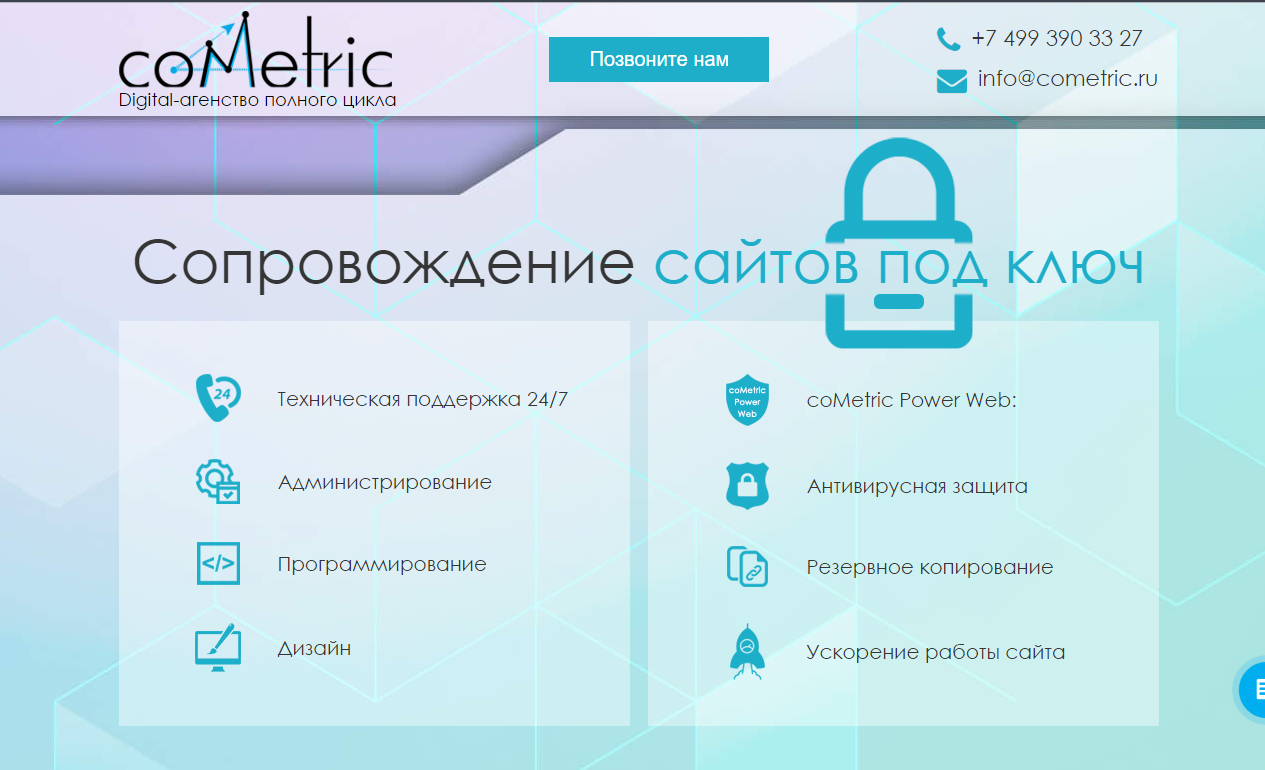 coMetric
Digital-агенство полного цикла
Позвоните нам
+7 499 390 33 27
info@cometric.ru
Сопровождение сайтов под ключ
24
Техническая поддержка 24/7
Администрирование
</>
Программирование
Дизайн
coMetric
Power
Web
coMetric Power Web:
Антивирусная защита
Резервное копирование
Ускорение работы сайта